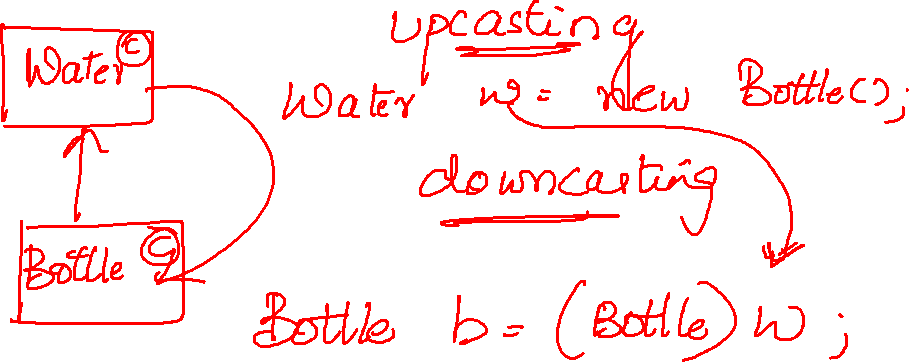 upcasting
Water C
Water w = new Bottle();
downcasting
Bottle C
Bottle b = (Bottle) w;